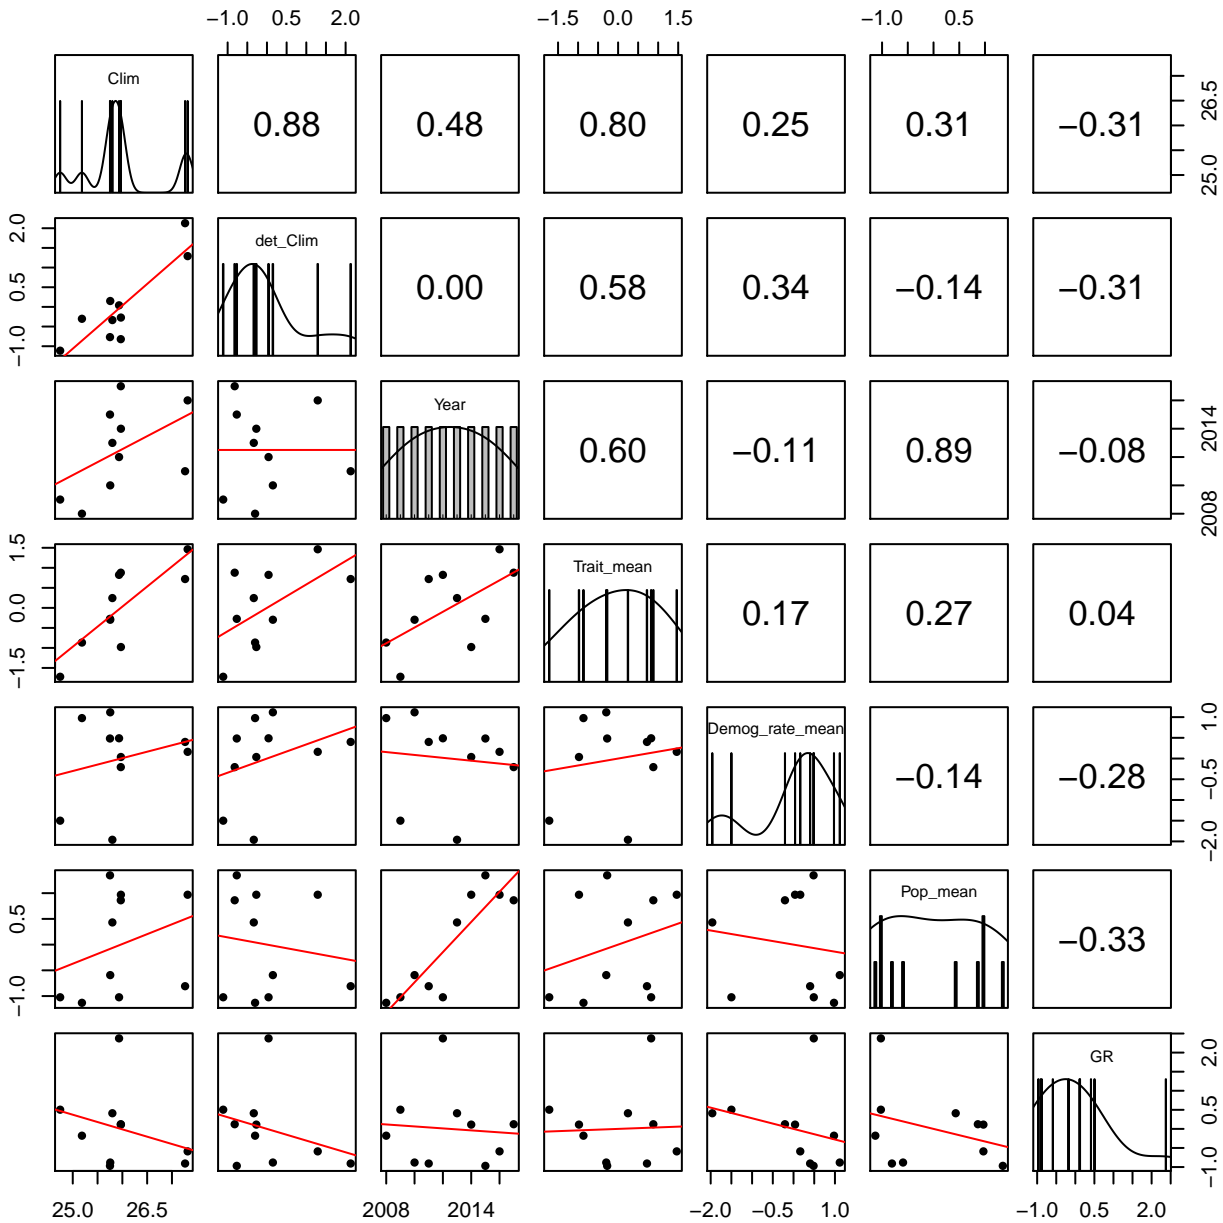 −1.0 0.5 2.0 −1.5 0.0 1.5 −1.0 0.5
Clim 0.88 0.48 0.80 0.25 0.31 −0.31 25.0 26.5
−1.0 0.5 2.0 det_Clim 0.00 0.58 0.34 −0.14 −0.31
Year 0.60 −0.11 0.89 −0.08 2008 2014
−1.5 0.0 1.5 Trait_mean 0.17 0.27 0.04
Demog_rate_mean −0.14 −0.28 −2.0 −0.5 1.0
−1.0 0.5 Pop_mean −0.33
GR −1.0 0.5 2.0
25.0 26.5 2008 2014 −2.0 −0.5 1.0 −1.0 0.5 2.0